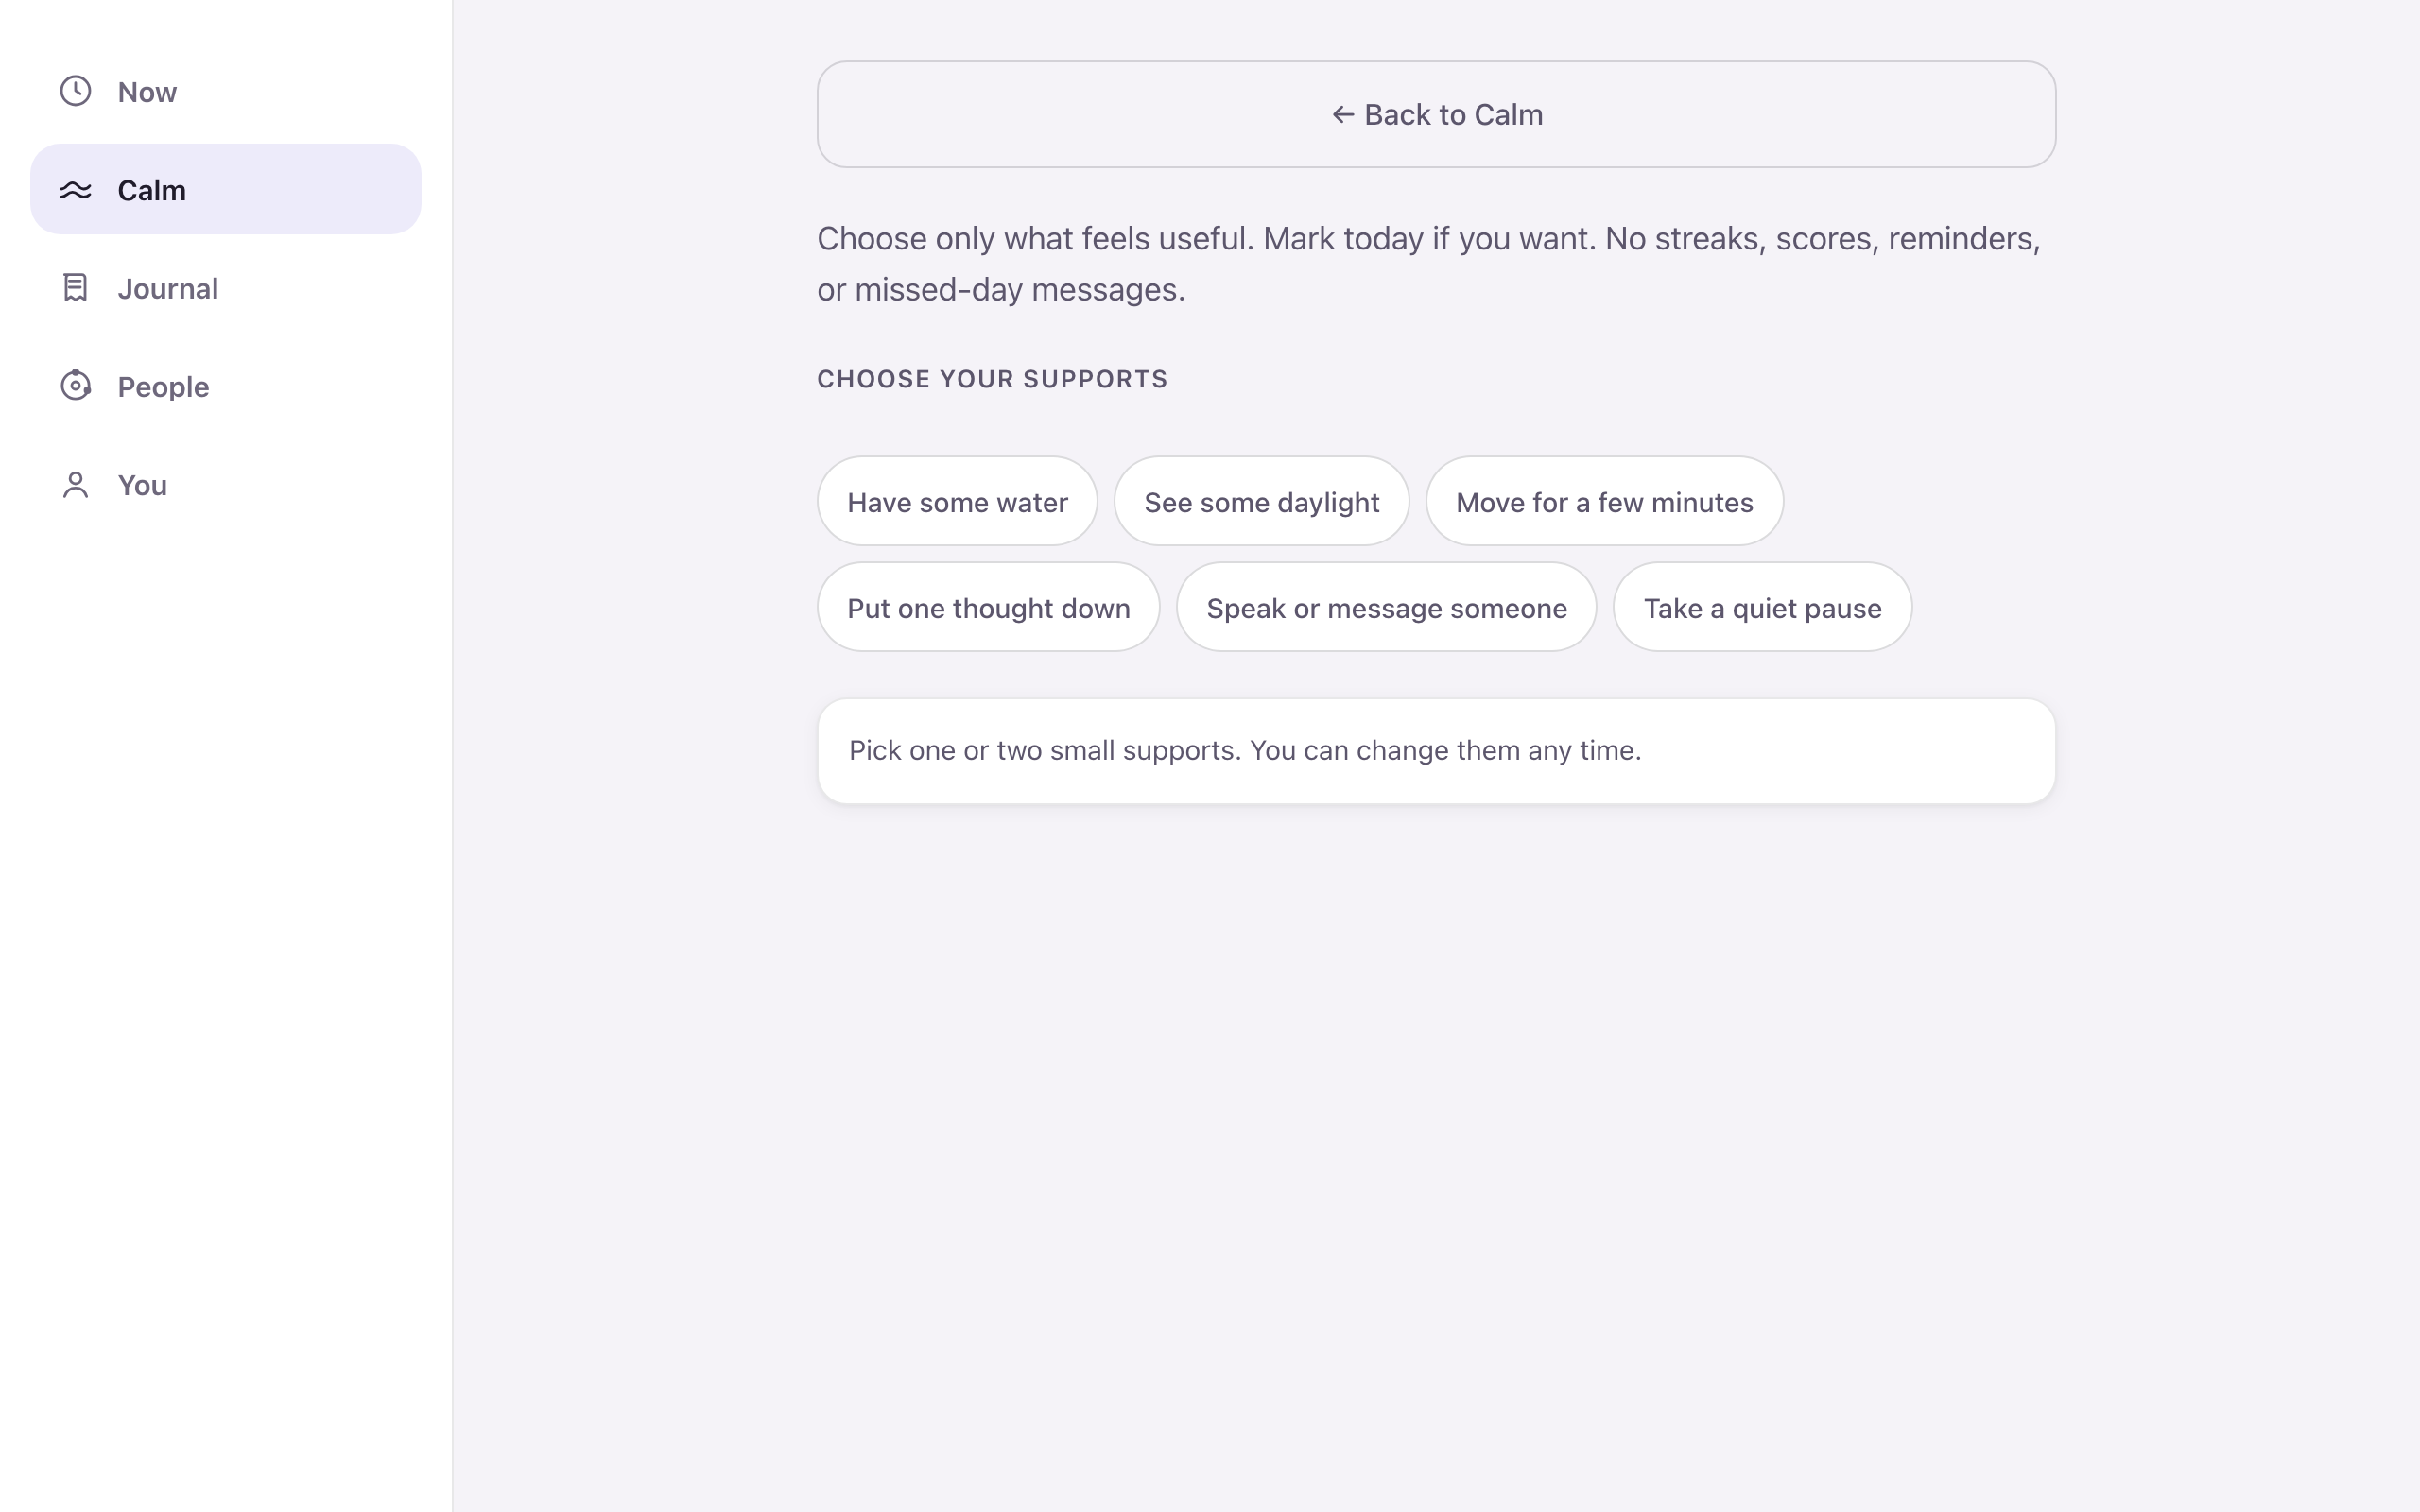 Now
Calm
Journal
People
You
← Back to Calm
Choose only what feels useful. Mark today if you want. No streaks, scores, reminders,
or missed-day messages.
CHOOSE YOUR SUPPORTS
Have some water
See some daylight
Move for a few minutes
Put one thought down
Speak or message someone
Take a quiet pause
Pick one or two small supports. You can change them any time.